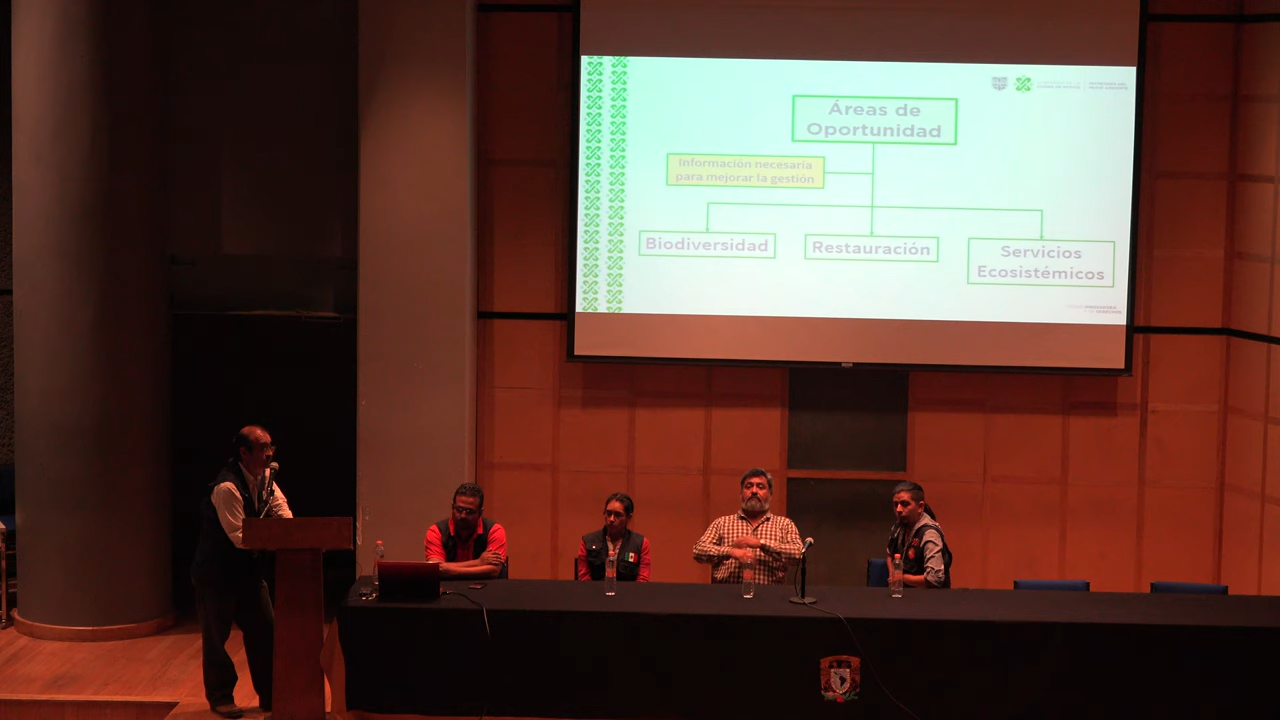 Áreas de
Oportunidad
Información necesaria
para mejorar la gestión
Biodiversidad
Restauración
Servicios
Ecosistémicos